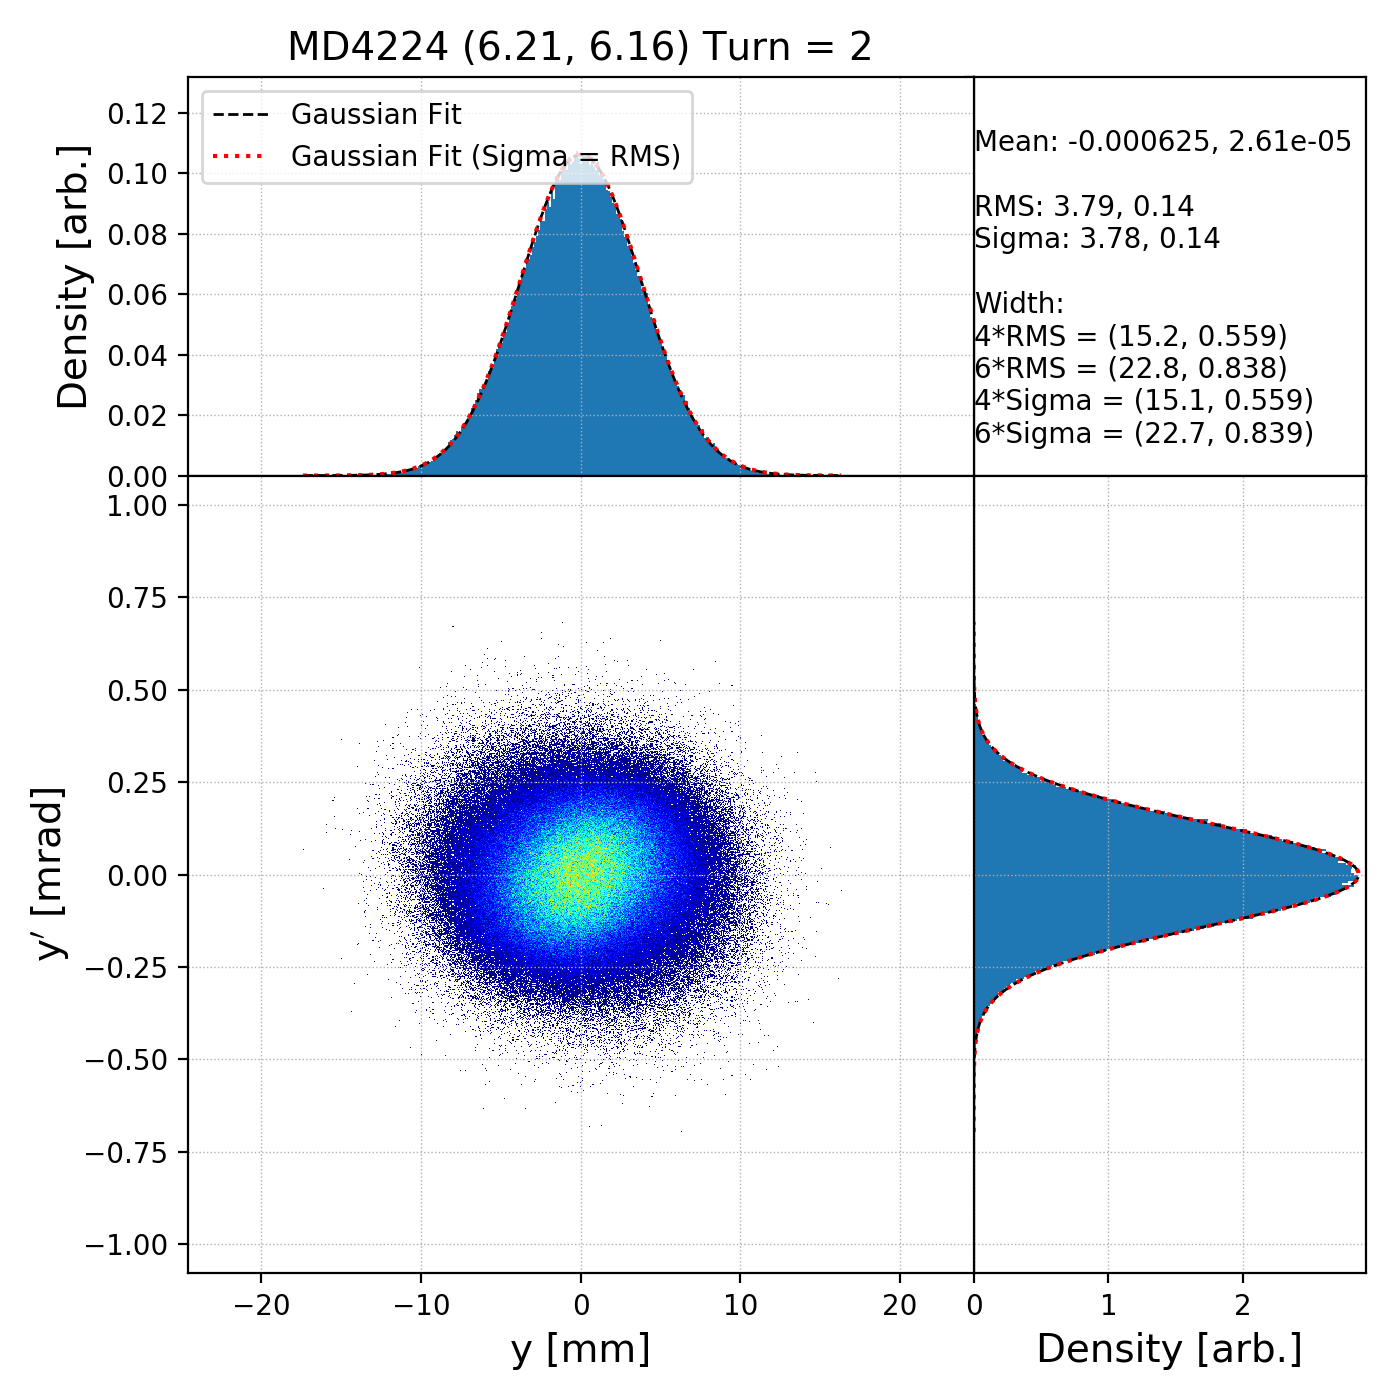 MD4224 (6.21, 6.16) Turn = 2
Gaussian Fit
Gaussian Fit (Sigma = RMS)
Density [arb.]
0.12
0.10
0.08
0.06
0.04
0.02
0.00
Mean: -0.000625, 2.61e-05
RMS: 3.79, 0.14
Sigma: 3.78, 0.14
Width:
4*RMS = (15.2, 0.559)
6*RMS = (22.8, 0.838)
4*Sigma = (15.1, 0.559)
6*Sigma = (22.7, 0.839)
y′ [mrad]
1.00
0.75
0.50
0.25
0.00
−0.25
−0.50
−0.75
−1.00
−20 −10 0 10 20
y [mm]
0 1 2
Density [arb.]